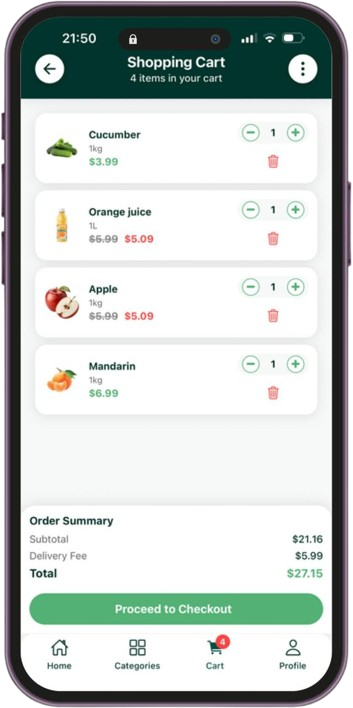 21:50
Shopping Cart
4 items in your cart
Cucumber
1kg
$3.99
1
Orange juice
1L
$5.99 $5.09
1
Apple
1kg
$5.99 $5.09
1
Mandarin
1kg
$6.99
1
Order Summary
Subtotal $21.16
Delivery Fee $5.99
Total $27.15
Proceed to Checkout
4
Home Categories Cart Profile